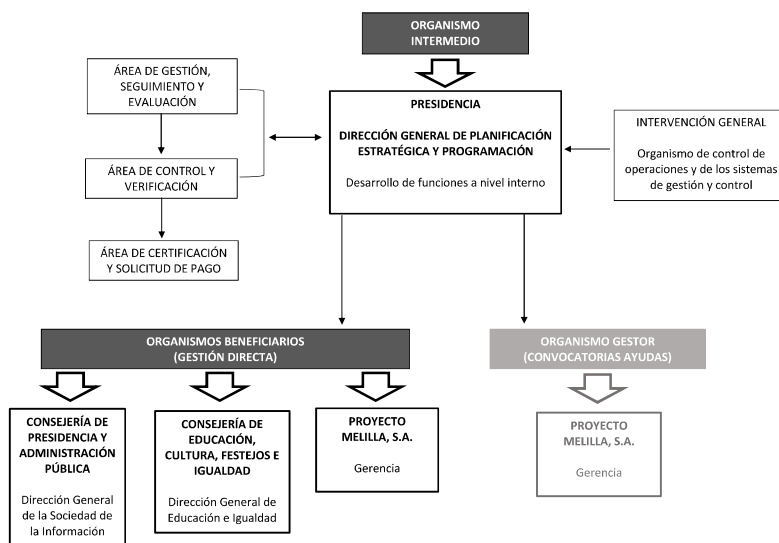 ORGANISMO
INTERMEDIO
ÁREA DE GESTIÓN,
SEGUIMIENTO Y
EVALUACIÓN
ÁREA DE CONTROL Y
VERIFICACIÓN
ÁREA DE CERTIFICACIÓN
Y SOLICITUD DE PAGO
PRESIDENCIA
DIRECCIÓN GENERAL DE PLANIFICACIÓN
ESTRATÉGICA Y PROGRAMACIÓN
Desarrollo de funciones a nivel interno
INTERVENCIÓN GENERAL
Organismo de control de
operaciones y de los sistemas
de gestión y control
ORGANISMOS BENEFICIARIOS
(GESTIÓN DIRECTA)
ORGANISMO GESTOR
(CONVOCATORIAS AYUDAS)
CONSEJERÍA DE
PRESIDENCIA Y
ADMINISTRACIÓN
PÚBLICA
Dirección General
de la Sociedad de
la Información
CONSEJERÍA DE
EDUCACIÓN,
CULTURA, FESTEJOS E
IGUALDAD
Dirección General de
Educación e Igualdad
PROYECTO
MELILLA, S.A.
Gerencia
PROYECTO
MELILLA, S.A.
Gerencia